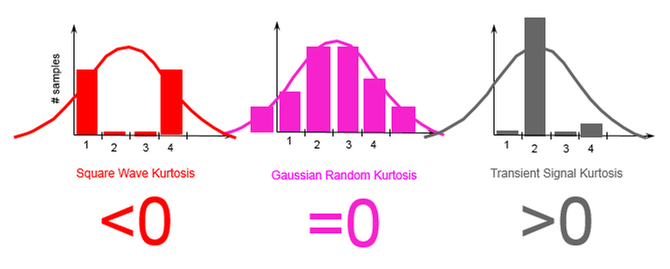 # samples
1 2 3 4
1 2 3 4
1 2 3 4
Square Wave Kurtosis
Gaussian Random Kurtosis
Transient Signal Kurtosis
<0
=0
>0